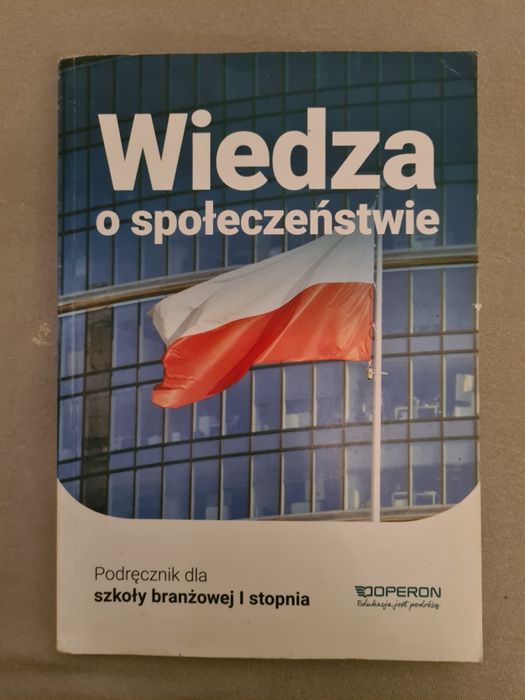 Wiedza
o społeczeństwie
Podręcznik dla
szkoły branżowej I stopnia
OPERON
Edukacja jest podróżą